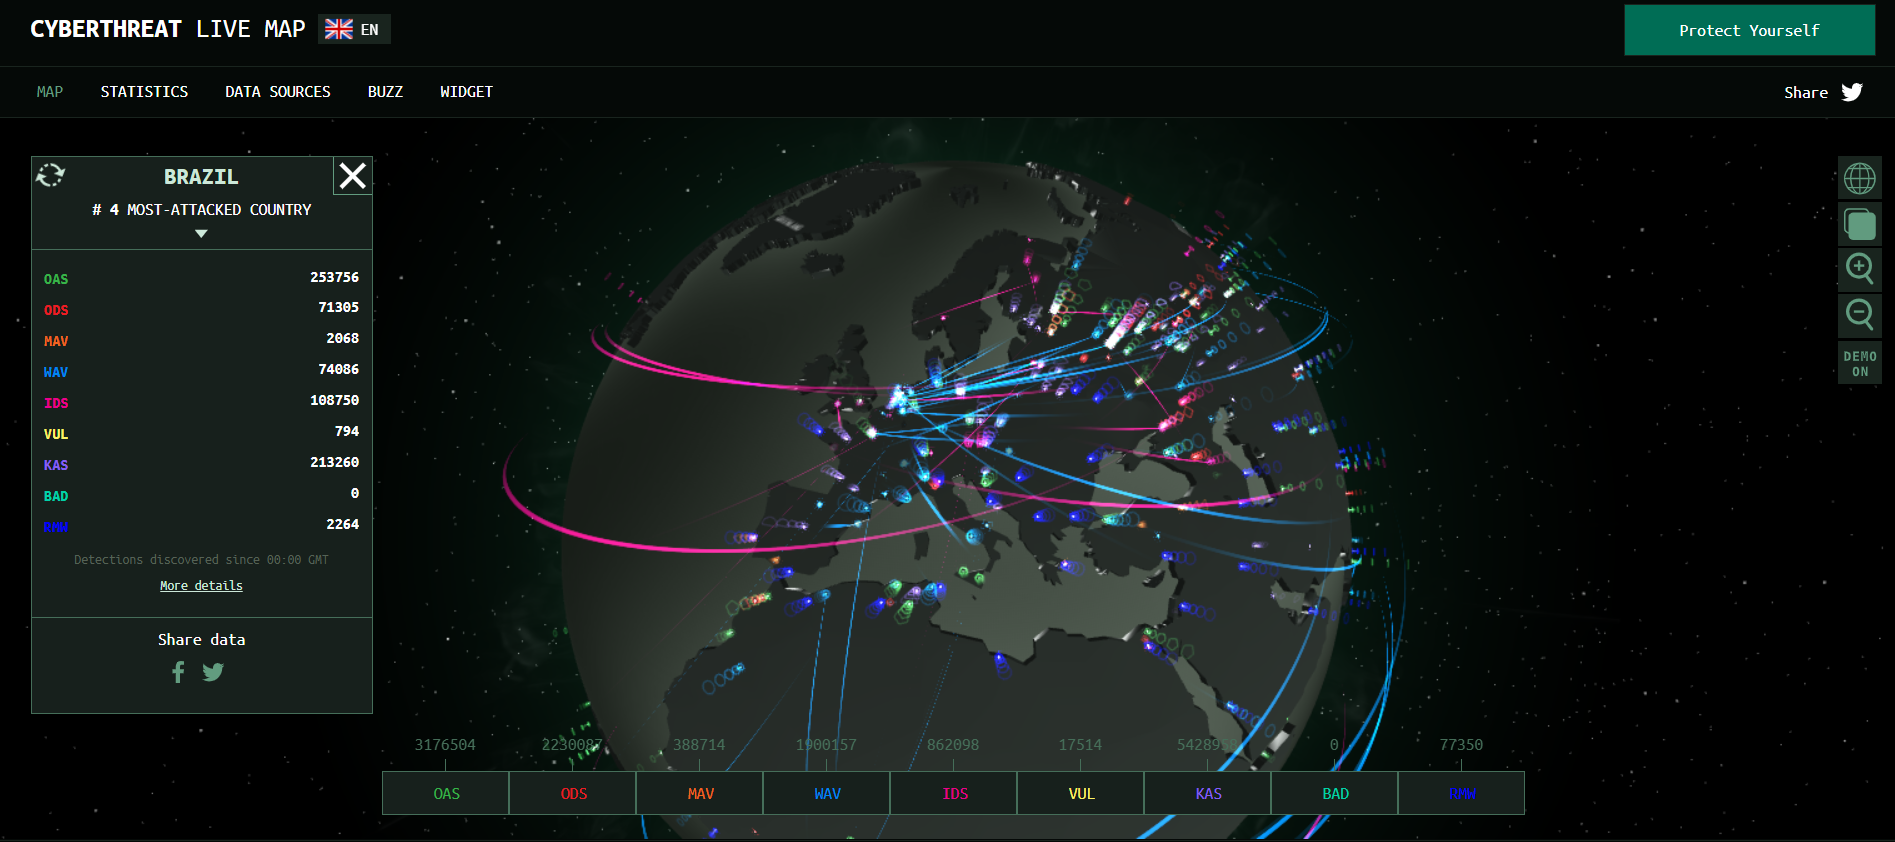 CYBERTHREAT LIVE MAP EN
Protect Yourself
MAP STATISTICS DATA SOURCES BUZZ WIDGET
Share
BRAZIL
# 4 MOST-ATTACKED COUNTRY
OAS 253756
ODS 71305
MAV 2068
WAV 74086
IDS 108750
VUL 794
KAS 213260
BAD 0
RMW 2264
Detections discovered since 00:00 GMT
More details
Share data
DEMO
ON
3176504 2230087 388714 1900157 862098 17514 5428958 0 77350
OAS ODS MAV WAV IDS VUL KAS BAD RMW